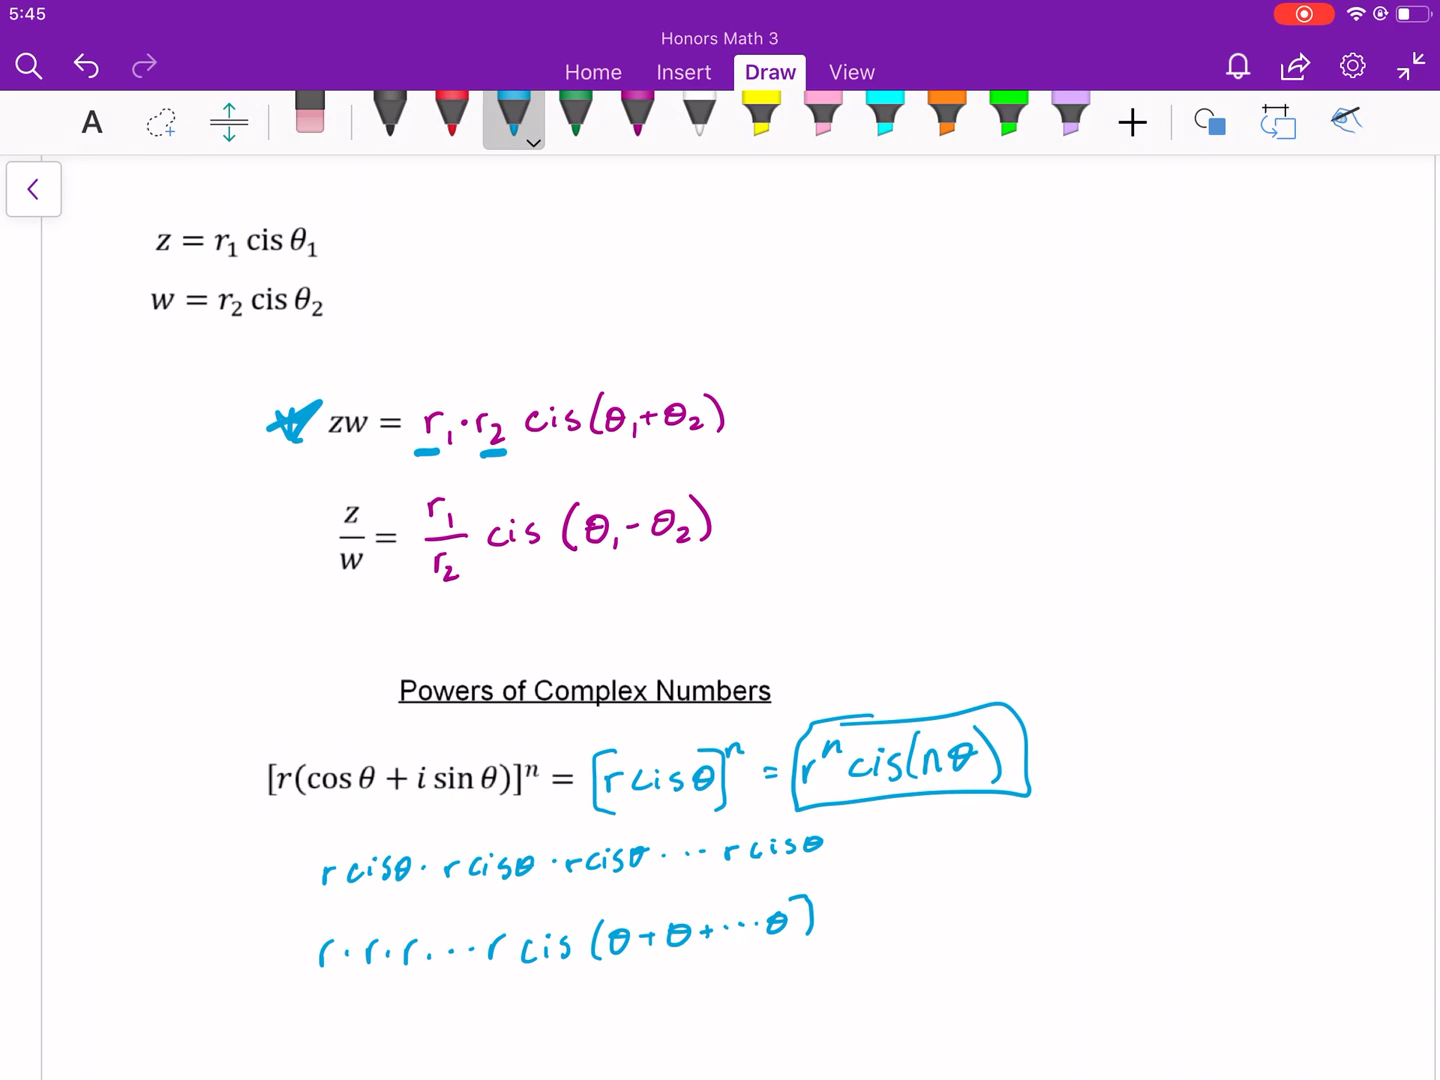 5:45
Honors Math 3
Home Insert Draw View
A
z = r₁ cis θ₁
w = r₂ cis θ₂
zw = r₁ · r₂ cis(θ₁+θ₂)
z/w = r₁/r₂ cis (θ₁ - θ₂)
Powers of Complex Numbers
[r(cos θ + i sin θ)]ⁿ = [r cis θ]ⁿ = rⁿ cis(nθ)
r cisθ · r cisθ · r cisθ · ... r cisθ
r · r · r . ... r cis (θ + θ + ... θ)